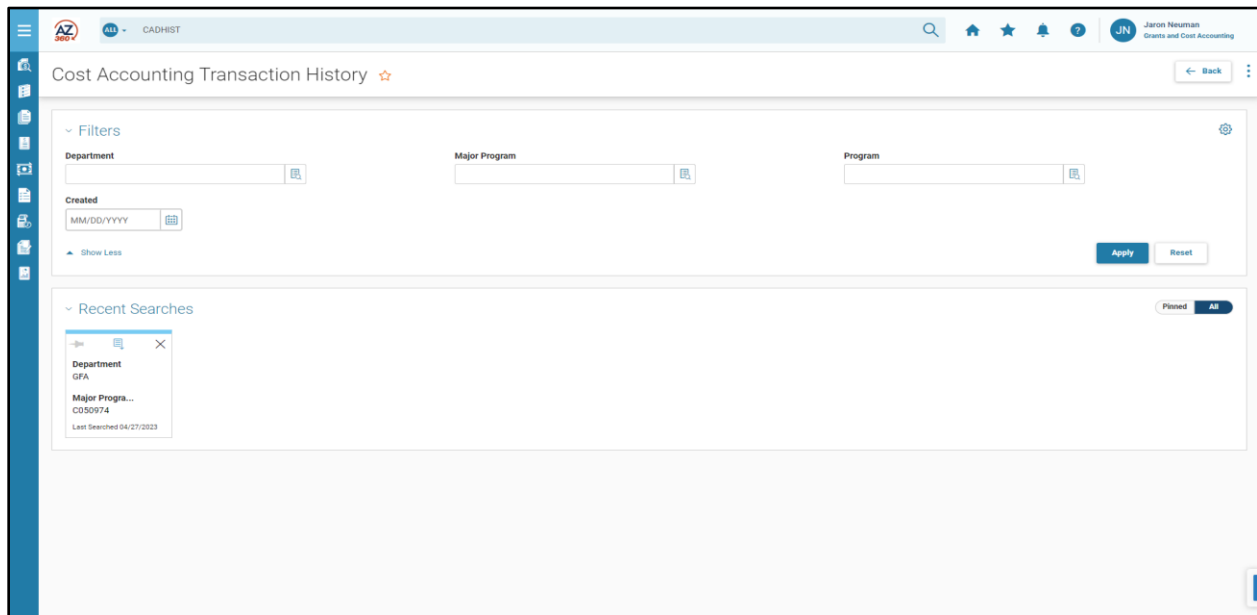 AZ
360
ALL
CADHIST
?
JN
Jaron Neuman
Grants and Cost Accounting
Cost Accounting Transaction History
← Back
Filters
Department
Major Program
Program
Created
MM/DD/YYYY
Show Less
Apply
Reset
Recent Searches
Pinned
All
Department
GFA
Major Progra...
C050974
Last Searched 04/27/2023